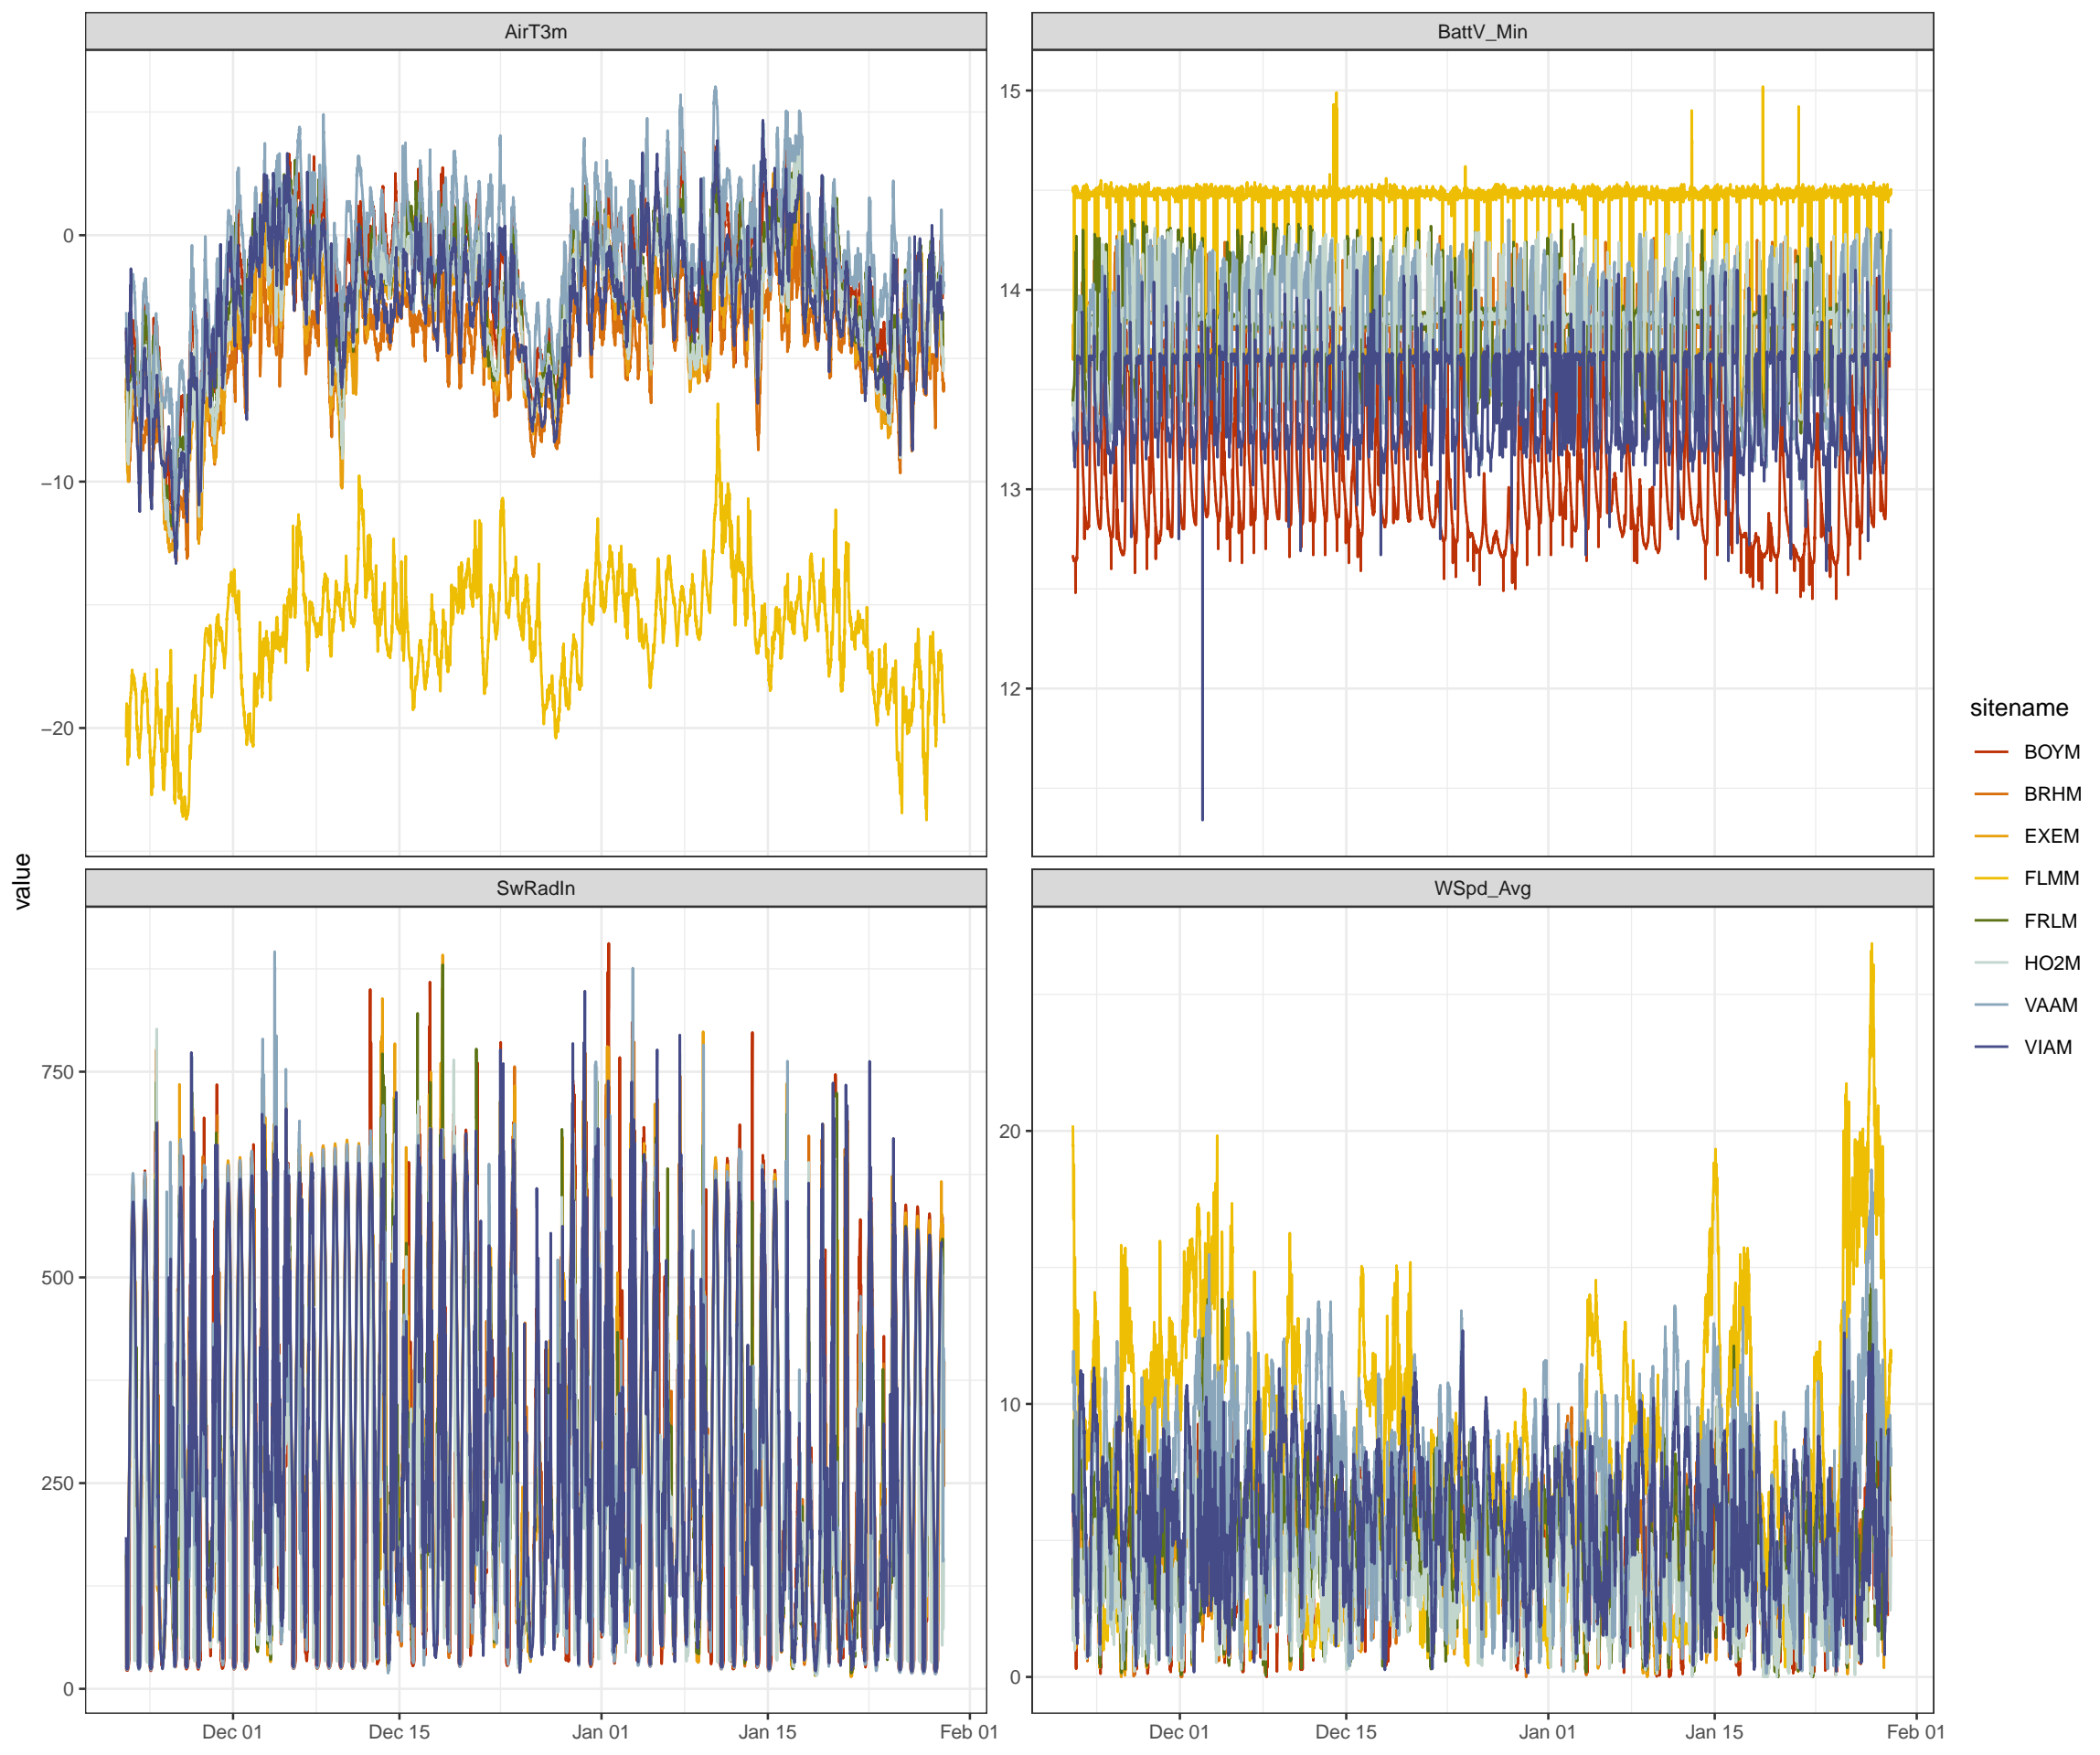 AirT3m
BattV_Min
0
−10
−20
15
14
13
12
SwRadIn
WSpd_Avg
750
500
250
0
20
10
0
Dec 01
Dec 15
Jan 01
Jan 15
Feb 01
Dec 01
Dec 15
Jan 01
Jan 15
Feb 01
value
sitename
BOYM
BRHM
EXEM
FLMM
FRLM
HO2M
VAAM
VIAM